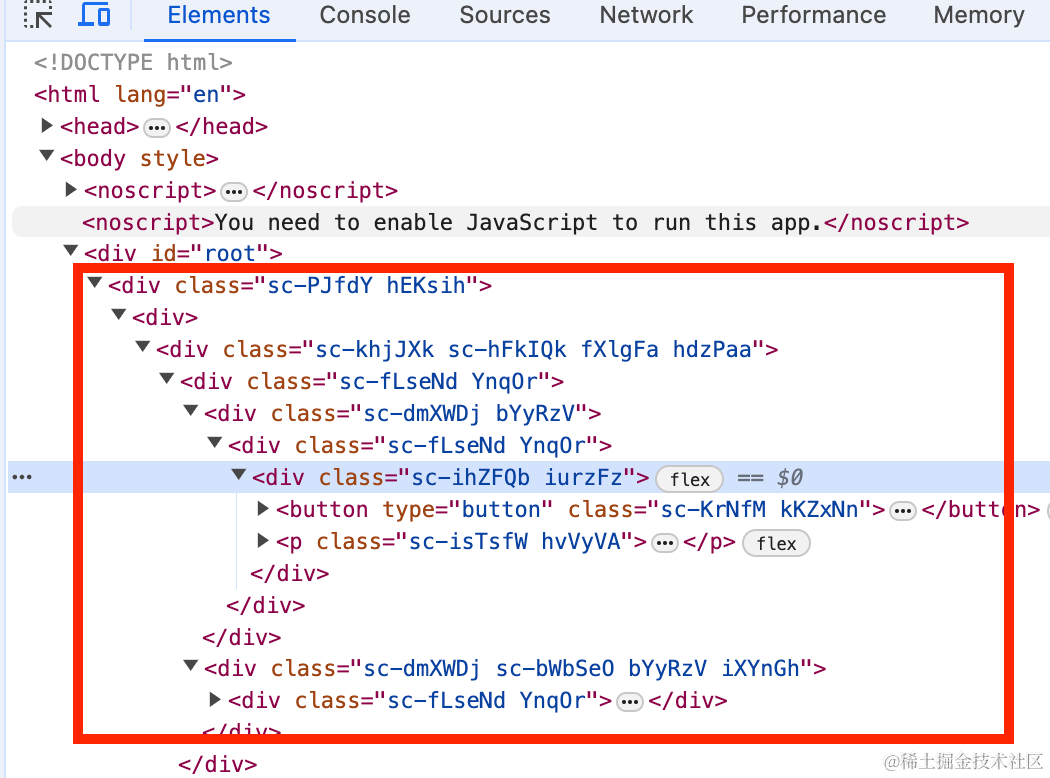 Elements Console Sources Network Performance Memory
<!DOCTYPE html>
<html lang="en">
<head> ••• </head>
<body style>
<noscript> ••• </noscript>
<noscript>You need to enable JavaScript to run this app.</noscript>
<div id="root">
<div class="sc-PJfdY hEKsih">
<div>
<div class="sc-khjJXk sc-hFkIQk fXlgFa hdzPaa">
<div class="sc-fLseNd YnqOr">
<div class="sc-dmXWDj bYyRzV">
<div class="sc-fLseNd YnqOr">
••• <div class="sc-ihZFQb iurzFz"> flex == $0
<button type="button" class="sc-KrNfM kKZxNn"> ••• </button>
<p class="sc-isTsfW hvVyVA"> ••• </p> flex
</div>
</div>
</div>
<div class="sc-dmXWDj sc-bWbSeO bYyRzV iXYnGh">
<div class="sc-fLseNd YnqOr"> ••• </div>
</div>
</div>
@稀土掘金技术社区